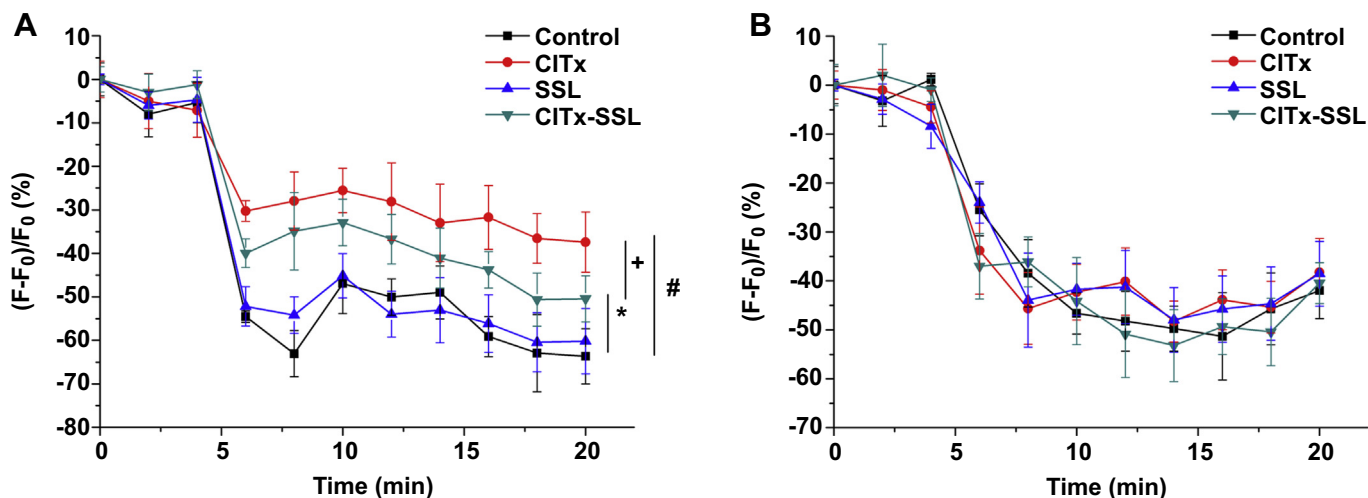 A
Control
ClTx
SSL
ClTx-SSL
10
0
-10
-20
-30
-40
-50
-60
-70
-80
(F-F₀)/F₀ (%)
+
*
#
0 5 10 15 20
Time (min)
B
Control
ClTx
SSL
ClTx-SSL
10
0
-10
-20
-30
-40
-50
-60
-70
(F-F₀)/F₀ (%)
0 5 10 15 20
Time (min)